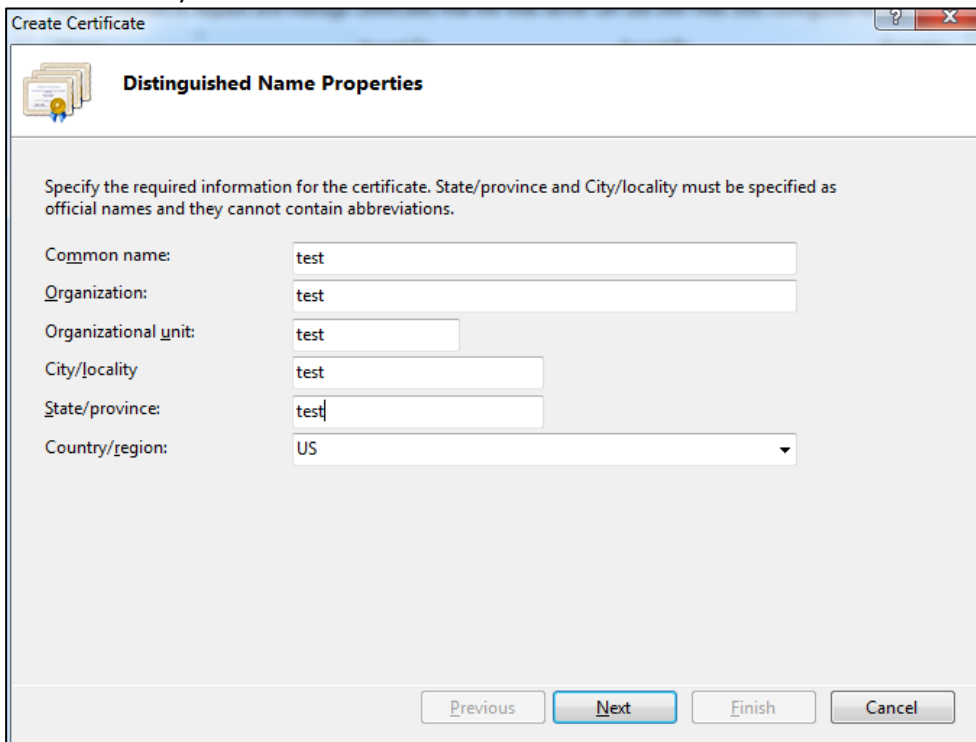 Create Certificate
?
X
Distinguished Name Properties
Specify the required information for the certificate. State/province and City/locality must be specified as
official names and they cannot contain abbreviations.
Common name: test
Organization: test
Organizational unit: test
City/locality test
State/province: test
Country/region: US
Previous Next Finish Cancel